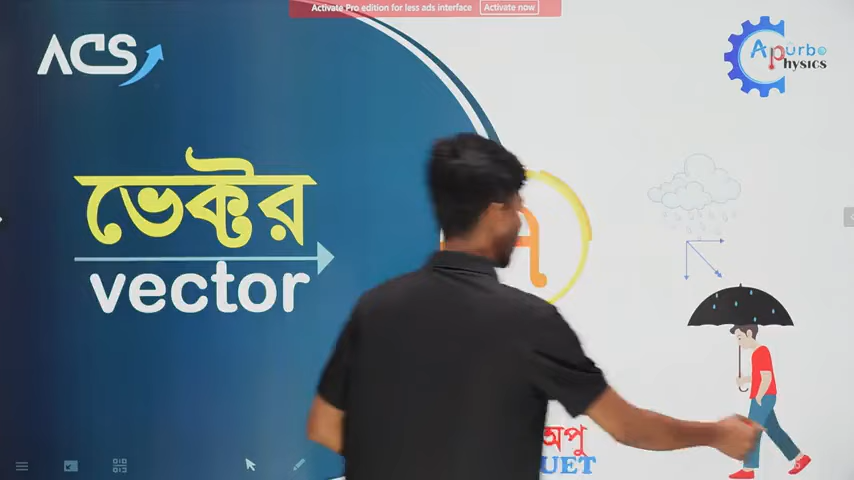 Activate Pro edition for less ads interface
Activate now
ACS
Apurbo
Physics
ভেক্টর
vector
A
অপু
UET